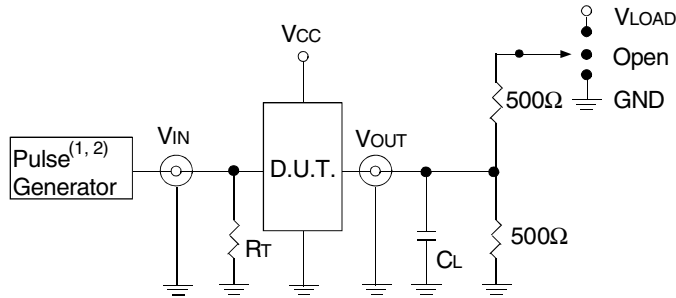 VLOAD
VCC
Open
500Ω
GND
VIN
VOUT
Pulse(1, 2)
Generator
D.U.T.
RT
CL
500Ω